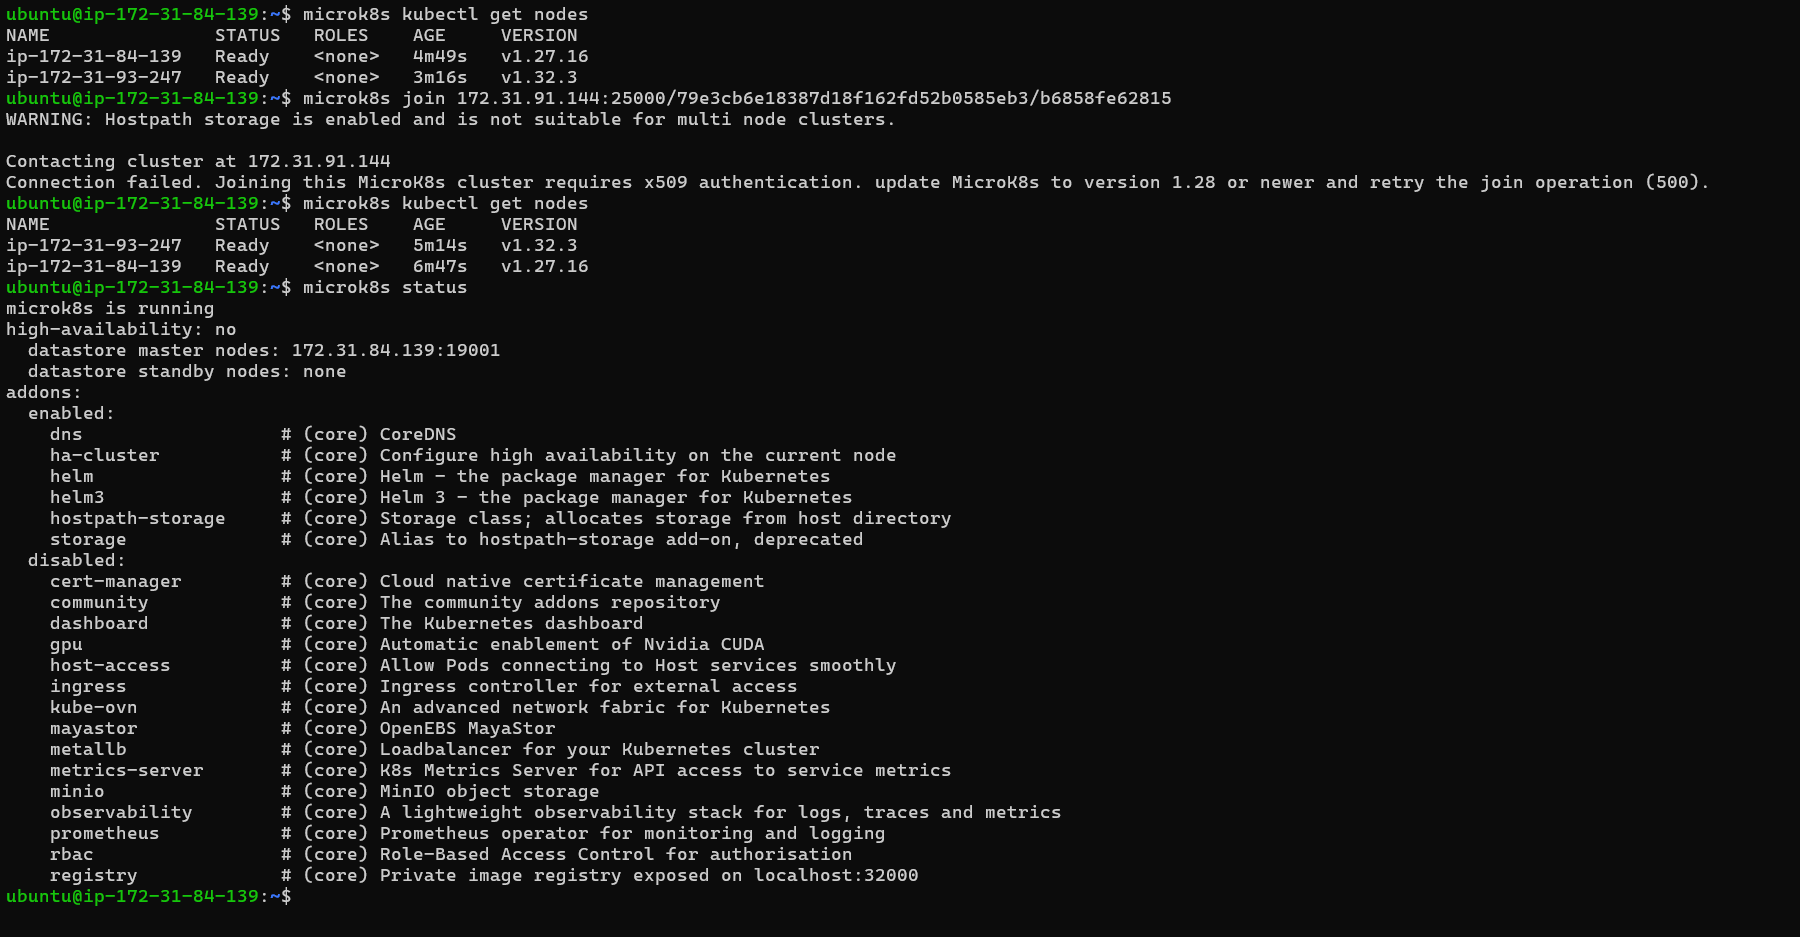 ubuntu@ip-172-31-84-139:~$ microk8s kubectl get nodes
NAME               STATUS   ROLES    AGE     VERSION
ip-172-31-84-139   Ready    <none>   4m49s   v1.27.16
ip-172-31-93-247   Ready    <none>   3m16s   v1.32.3
ubuntu@ip-172-31-84-139:~$ microk8s join 172.31.91.144:25000/79e3cb6e18387d18f162fd52b0585eb3/b6858fe62815
WARNING: Hostpath storage is enabled and is not suitable for multi node clusters.

Contacting cluster at 172.31.91.144
Connection failed. Joining this MicroK8s cluster requires x509 authentication. update MicroK8s to version 1.28 or newer and retry the join operation (500).
ubuntu@ip-172-31-84-139:~$ microk8s kubectl get nodes
NAME               STATUS   ROLES    AGE     VERSION
ip-172-31-93-247   Ready    <none>   5m14s   v1.32.3
ip-172-31-84-139   Ready    <none>   6m47s   v1.27.16
ubuntu@ip-172-31-84-139:~$ microk8s status
microk8s is running
high-availability: no
  datastore master nodes: 172.31.84.139:19001
  datastore standby nodes: none
addons:
  enabled:
    dns                  # (core) CoreDNS
    ha-cluster           # (core) Configure high availability on the current node
    helm                 # (core) Helm - the package manager for Kubernetes
    helm3                # (core) Helm 3 - the package manager for Kubernetes
    hostpath-storage     # (core) Storage class; allocates storage from host directory
    storage              # (core) Alias to hostpath-storage add-on, deprecated
  disabled:
    cert-manager         # (core) Cloud native certificate management
    community            # (core) The community addons repository
    dashboard            # (core) The Kubernetes dashboard
    gpu                  # (core) Automatic enablement of Nvidia CUDA
    host-access          # (core) Allow Pods connecting to Host services smoothly
    ingress              # (core) Ingress controller for external access
    kube-ovn             # (core) An advanced network fabric for Kubernetes
    mayastor             # (core) OpenEBS MayaStor
    metallb              # (core) Loadbalancer for your Kubernetes cluster
    metrics-server       # (core) K8s Metrics Server for API access to service metrics
    minio                # (core) MinIO object storage
    observability        # (core) A lightweight observability stack for logs, traces and metrics
    prometheus           # (core) Prometheus operator for monitoring and logging
    rbac                 # (core) Role-Based Access Control for authorisation
    registry             # (core) Private image registry exposed on localhost:32000
ubuntu@ip-172-31-84-139:~$